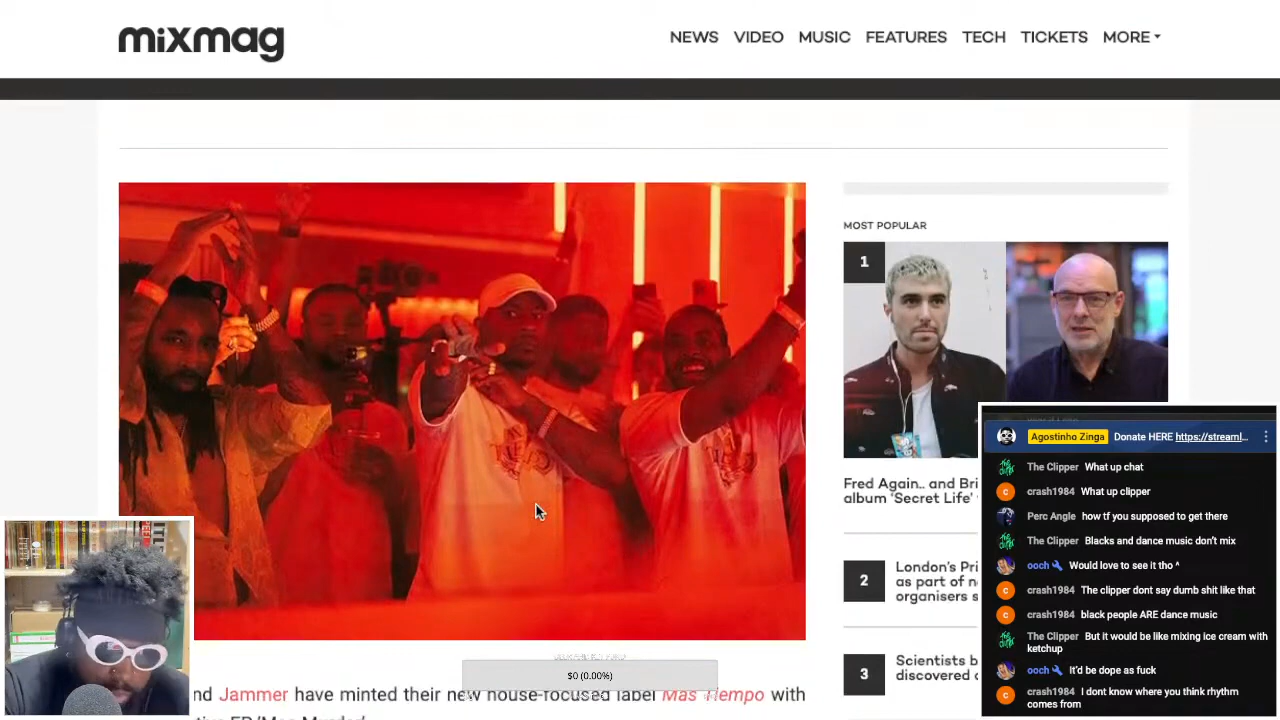 mixmag
NEWS VIDEO MUSIC FEATURES TECH TICKETS MORE
MOST POPULAR
1
Fred Again.. and Bri
album 'Secret Life'
2
London's Pri
as part of n
organisers s
3
Scientists b
discovered
nd Jammer have minted their new house-focused label Más Tiempo with
$0 (0.00%)
Agostinho Zinga Donate HERE https://streaml...
The Clipper What up chat
crash1984 What up clipper
Perc Angle how tf you supposed to get there
The Clipper Blacks and dance music don't mix
ooch Would love to see it tho ^
crash1984 The clipper dont say dumb shit like that
crash1984 black people ARE dance music
The Clipper But it would be like mixing ice cream with
ketchup
ooch It'd be dope as fuck
crash1984 I dont know where you think rhythm
comes from